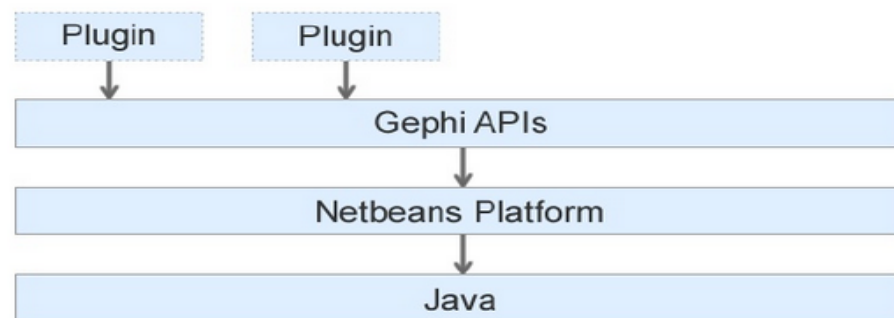 Plugin
Plugin
Gephi APIs
Netbeans Platform
Java